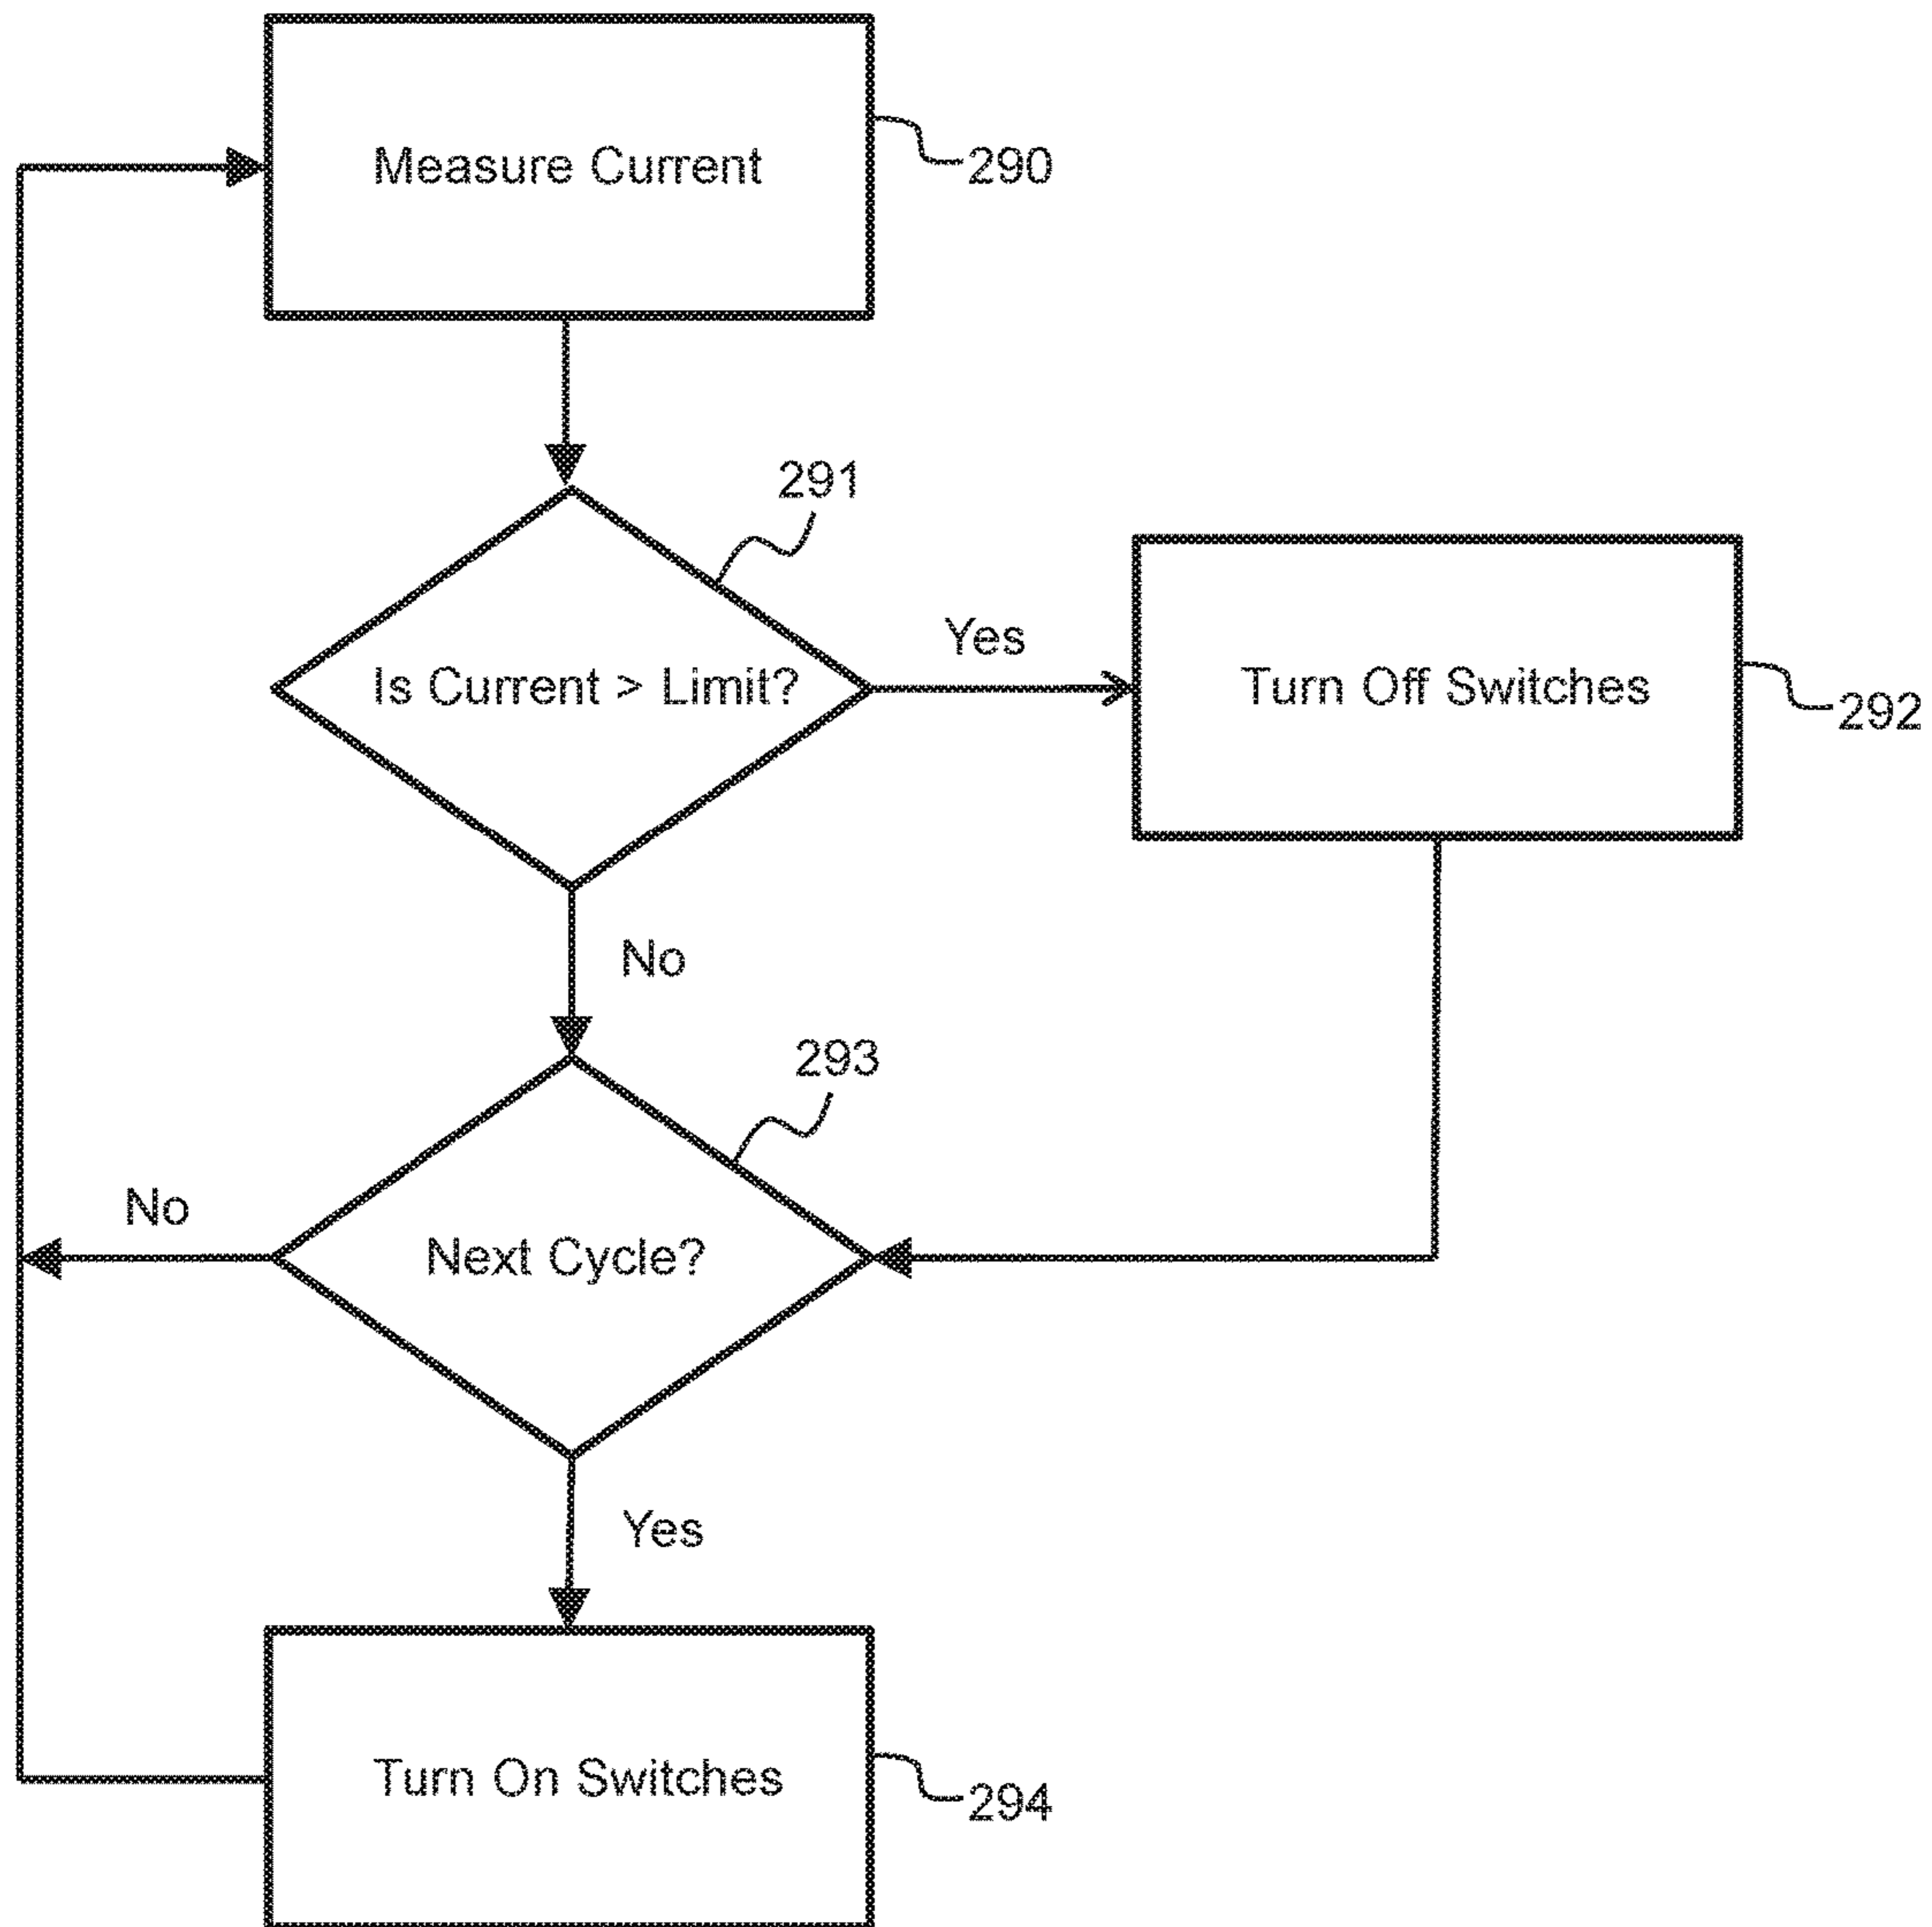 Measure Current
290
291
Is Current > Limit?
Yes
Turn Off Switches
292
No
293
No
Next Cycle?
Yes
Turn On Switches
294